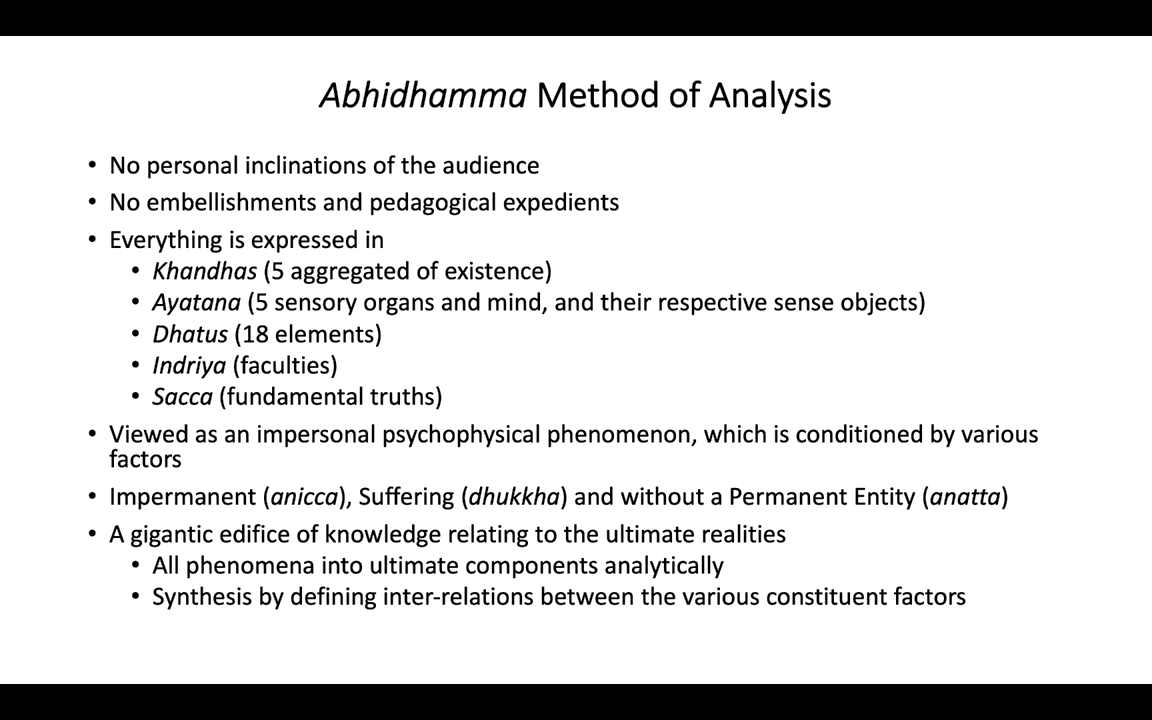 Abhidhamma Method of Analysis
• No personal inclinations of the audience
• No embellishments and pedagogical expedients
• Everything is expressed in
• Khandhas (5 aggregated of existence)
• Ayatana (5 sensory organs and mind, and their respective sense objects)
• Dhatus (18 elements)
• Indriya (faculties)
• Sacca (fundamental truths)
• Viewed as an impersonal psychophysical phenomenon, which is conditioned by various
factors
• Impermanent (anicca), Suffering (dhukkha) and without a Permanent Entity (anatta)
• A gigantic edifice of knowledge relating to the ultimate realities
• All phenomena into ultimate components analytically
• Synthesis by defining inter-relations between the various constituent factors